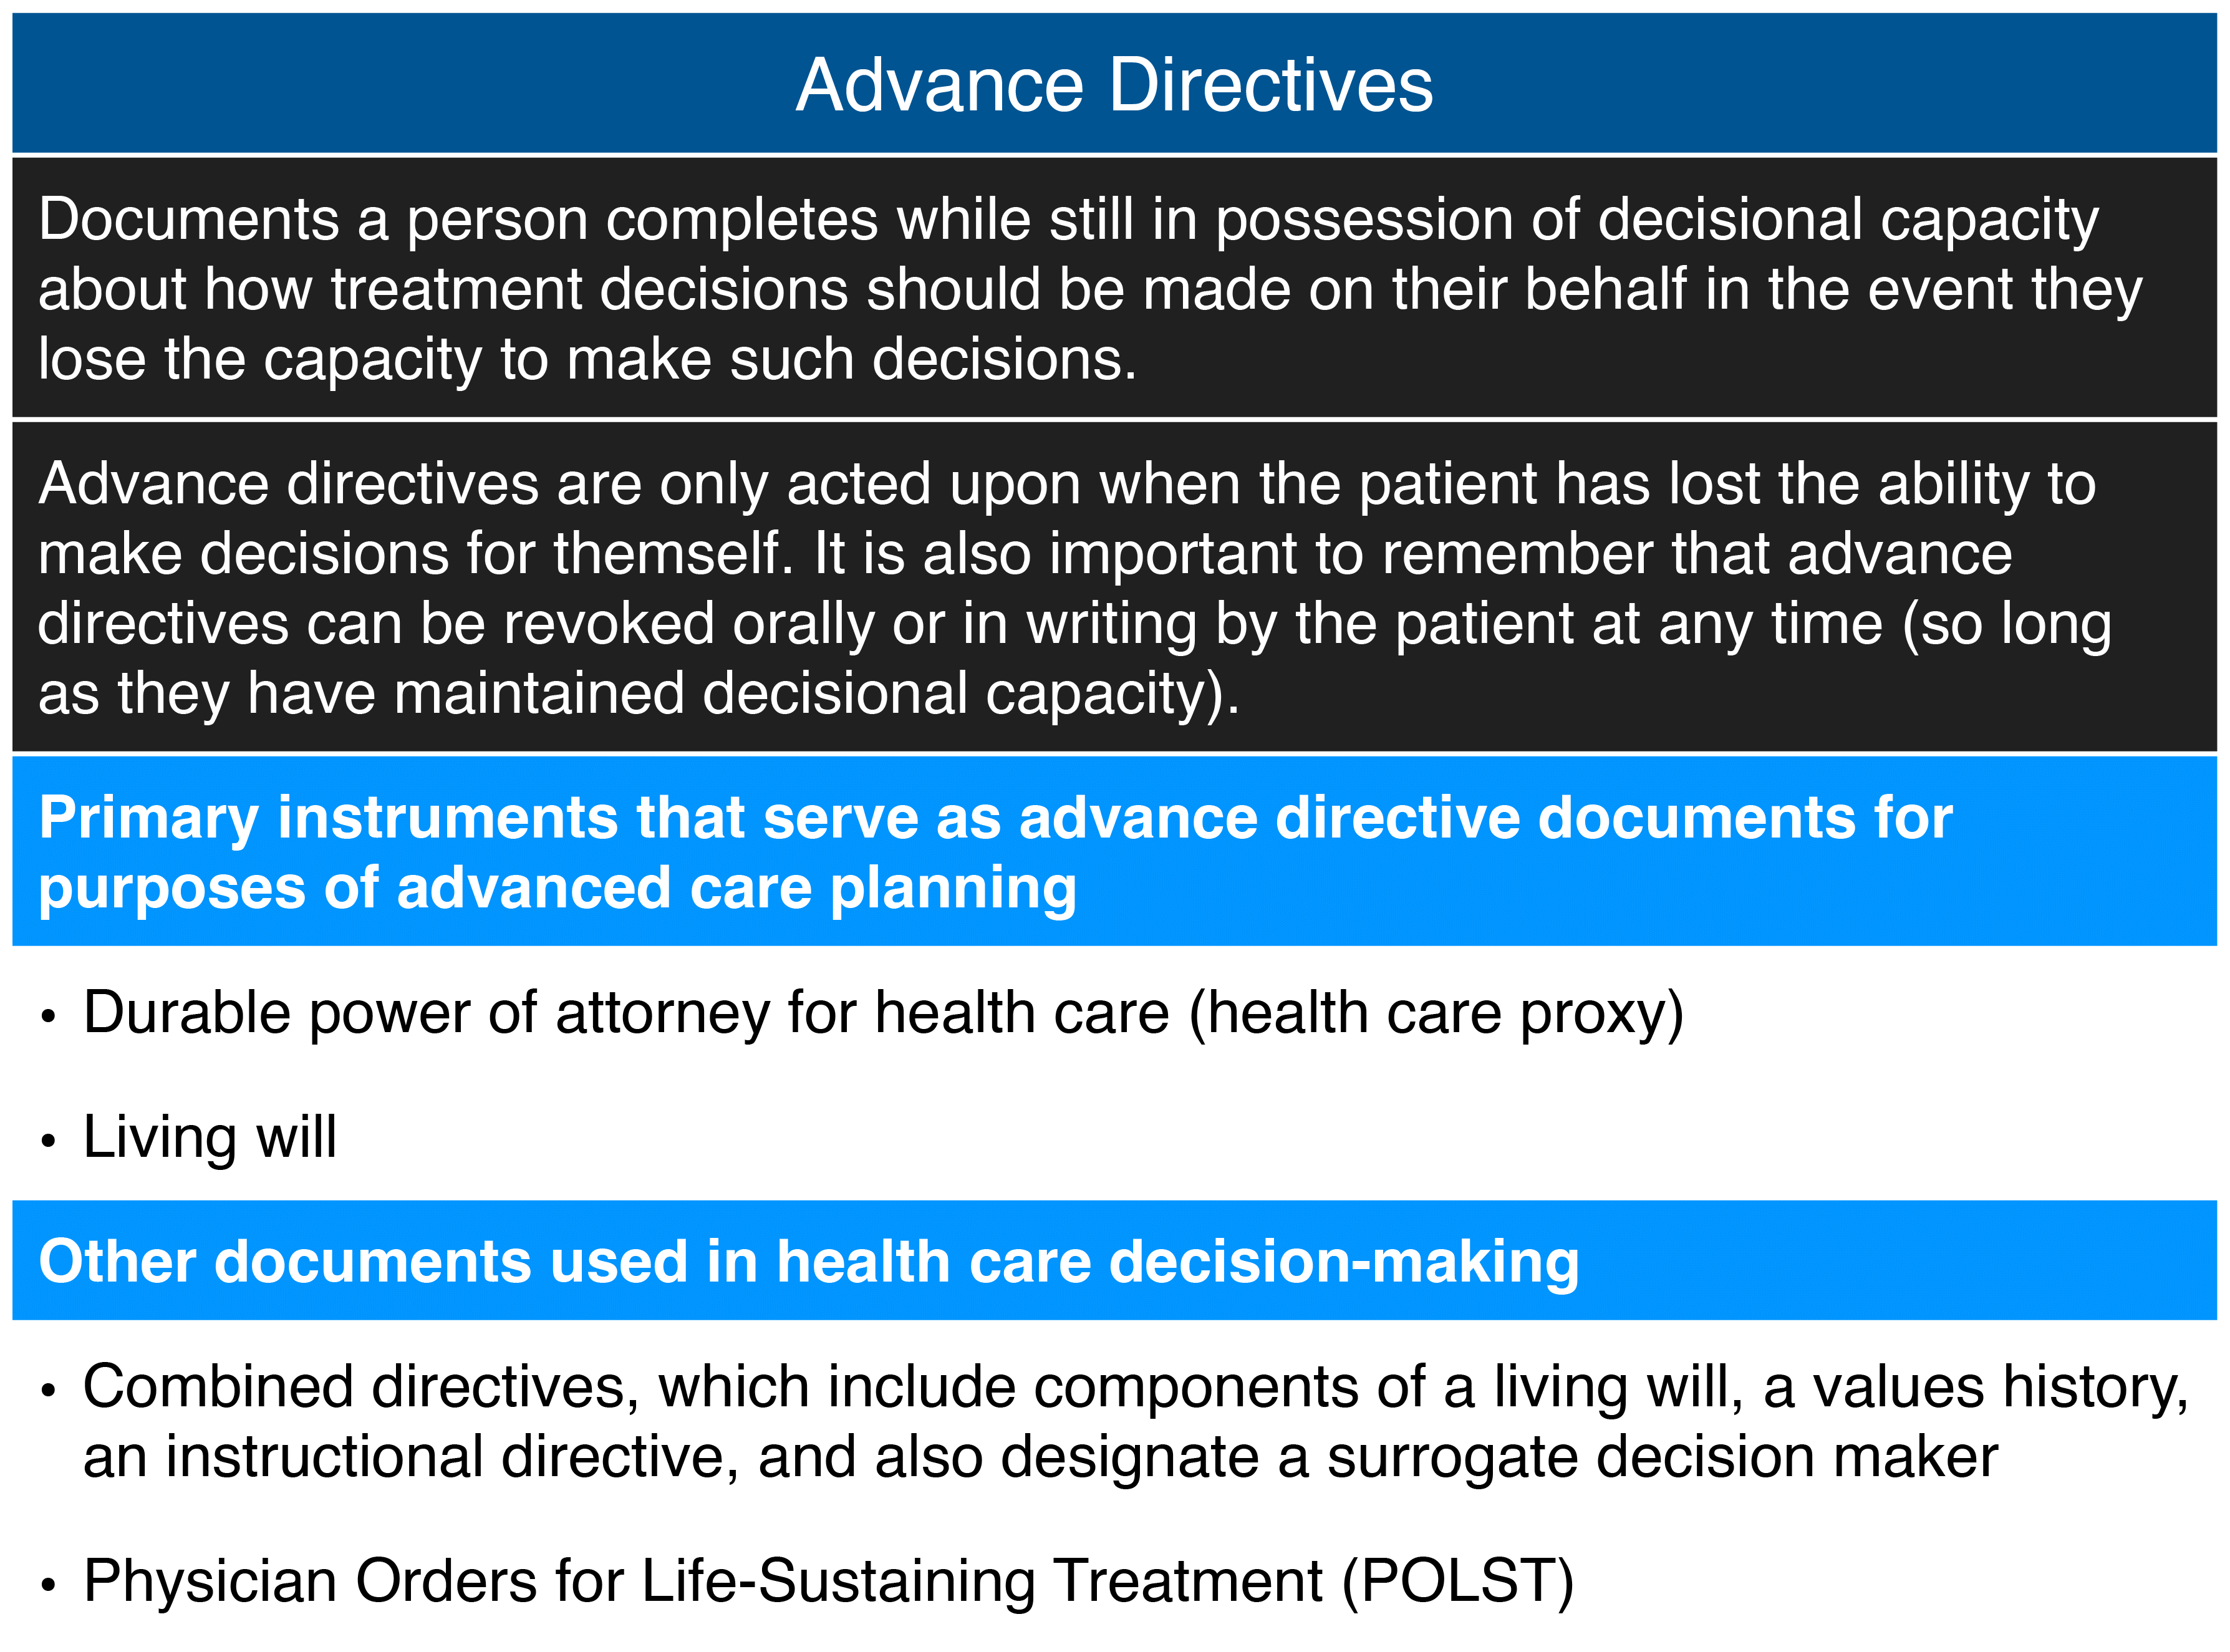 Advance Directives
Documents a person completes while still in possession of decisional capacity
about how treatment decisions should be made on their behalf in the event they
lose the capacity to make such decisions.
Advance directives are only acted upon when the patient has lost the ability to
make decisions for themself. It is also important to remember that advance
directives can be revoked orally or in writing by the patient at any time (so long
as they have maintained decisional capacity).
Primary instruments that serve as advance directive documents for
purposes of advanced care planning
• Durable power of attorney for health care (health care proxy)
• Living will
Other documents used in health care decision-making
• Combined directives, which include components of a living will, a values history,
an instructional directive, and also designate a surrogate decision maker
• Physician Orders for Life-Sustaining Treatment (POLST)